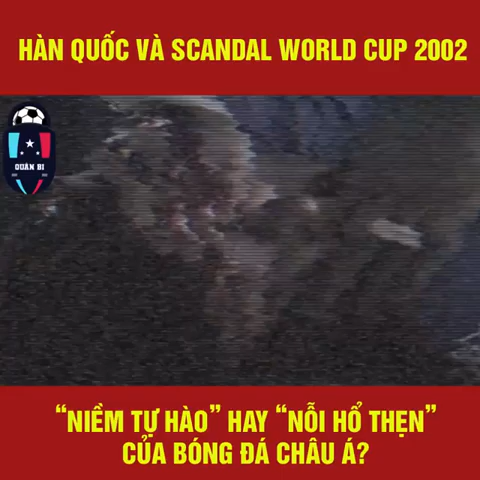 HÀN QUỐC VÀ SCANDAL WORLD CUP 2002
QUÂN BI
“NIỀM TỰ HÀO” HAY “NỖI HỔ THẸN”
CỦA BÓNG ĐÁ CHÂU Á?